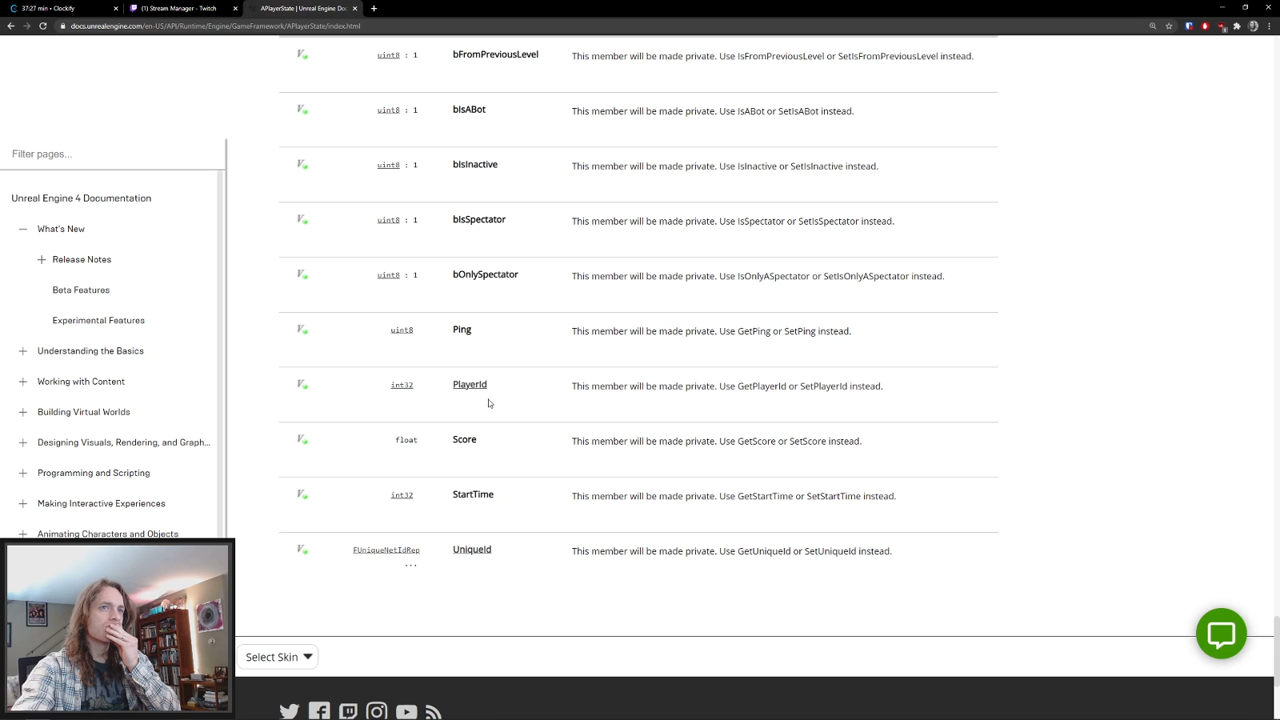 37:27 min • Clockify
(1) Stream Manager - Twitch
APlayerState | Unreal Engine Doc
docs.unrealengine.com/en-US/API/Runtime/Engine/GameFramework/APlayerState/index.html
uint8 : 1 bFromPreviousLevel This member will be made private. Use IsFromPreviousLevel or SetIsFromPreviousLevel instead.
uint8 : 1 bIsABot This member will be made private. Use IsABot or SetIsABot instead.
uint8 : 1 bIsInactive This member will be made private. Use IsInactive or SetIsInactive instead.
uint8 : 1 bIsSpectator This member will be made private. Use IsSpectator or SetIsSpectator instead.
uint8 : 1 bOnlySpectator This member will be made private. Use IsOnlyASpectator or SetIsOnlyASpectator instead.
uint8 Ping This member will be made private. Use GetPing or SetPing instead.
int32 PlayerId This member will be made private. Use GetPlayerId or SetPlayerId instead.
float Score This member will be made private. Use GetScore or SetScore instead.
int32 StartTime This member will be made private. Use GetStartTime or SetStartTime instead.
FUniqueNetIdRep UniqueId This member will be made private. Use GetUniqueId or SetUniqueId instead.
...
Filter pages...
Unreal Engine 4 Documentation
What's New
Release Notes
Beta Features
Experimental Features
Understanding the Basics
Working with Content
Building Virtual Worlds
Designing Visuals, Rendering, and Graph...
Programming and Scripting
Making Interactive Experiences
Animating Characters and Objects
Select Skin